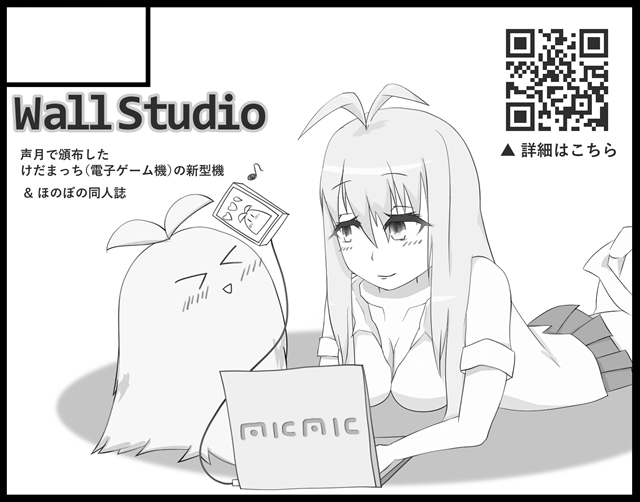 Wall Studio
声月で頒布した
けだまっち(電子ゲーム機)の新型機
& ほのぼの同人誌
▲ 詳細はこちら
micmic